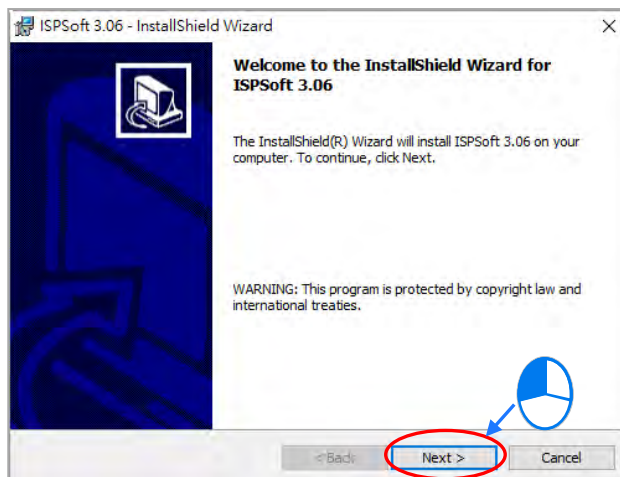 ISPSoft 3.06 - InstallShield Wizard
Welcome to the InstallShield Wizard for
ISPSoft 3.06
The InstallShield(R) Wizard will install ISPSoft 3.06 on your
computer. To continue, click Next.
WARNING: This program is protected by copyright law and
international treaties.
< Back
Next >
Cancel